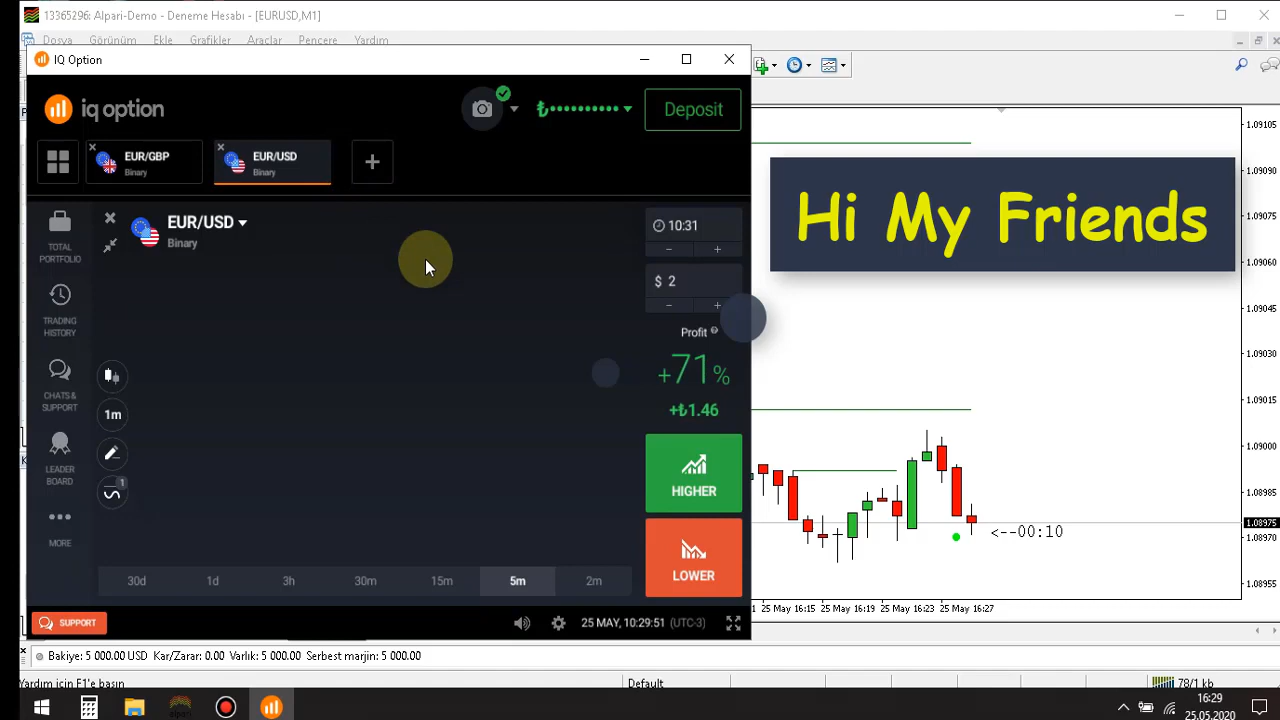 13365296: Alpari-Demo - Deneme Hesabı - [EURUSD,M1]
Dosya Görünüm Ekle Grafikler Araçlar Pencere Yardım
IQ Option
iq option
₺•••••••••••
Deposit
EUR/GBP
Binary
EUR/USD
Binary
+
Hi My Friends
TOTAL
PORTFOLIO
TRADING
HISTORY
CHATS &
SUPPORT
LEADER
BOARD
MORE
EUR/USD
Binary
1m
1
10:31
- +
$ 2
- +
Profit
+71%
+₺1.46
HIGHER
LOWER
30d 1d 3h 30m 15m 5m 2m
SUPPORT
25 MAY, 10:29:51 (UTC-3)
1.09105
1.09090
1.09075
1.09060
1.09045
1.09030
1.09015
1.09000
1.08985
1.08975
1.08970
1.08955
<--00:10
25 May 16:15 25 May 16:19 25 May 16:23 25 May 16:27
Bakiye: 5 000.00 USD Kar/Zarar: 0.00 Varlık: 5 000.00 Serbest marjin: 5 000.00
Yardım için F1'e basın
Default
78/1 kb
alpari
16:29
25.05.2020